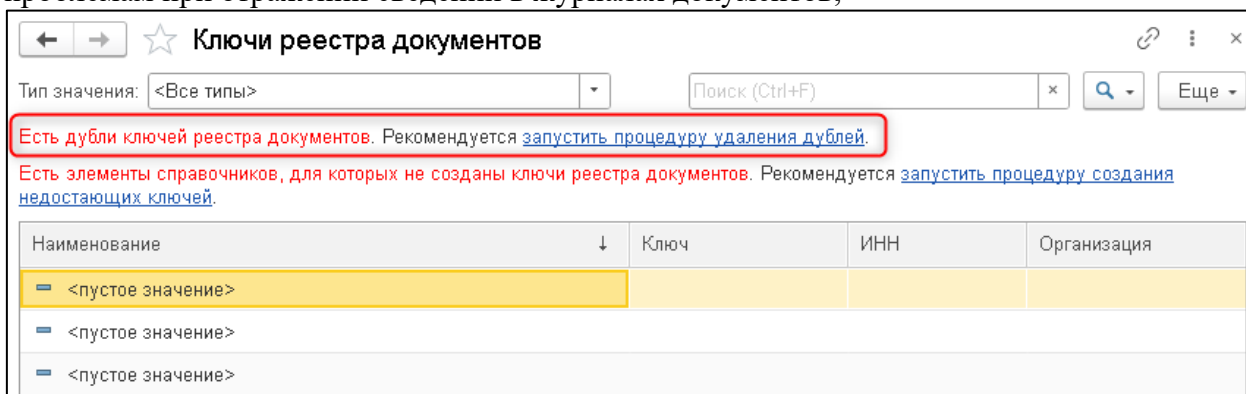 Ключи реестра документов
Тип значения: <Все типы> Поиск (Ctrl+F) Еще
Есть дубли ключей реестра документов. Рекомендуется запустить процедуру удаления дублей.
Есть элементы справочников, для которых не созданы ключи реестра документов. Рекомендуется запустить процедуру создания
недостающих ключей.
Наименование Ключ ИНН Организация
<пустое значение>
<пустое значение>
<пустое значение>